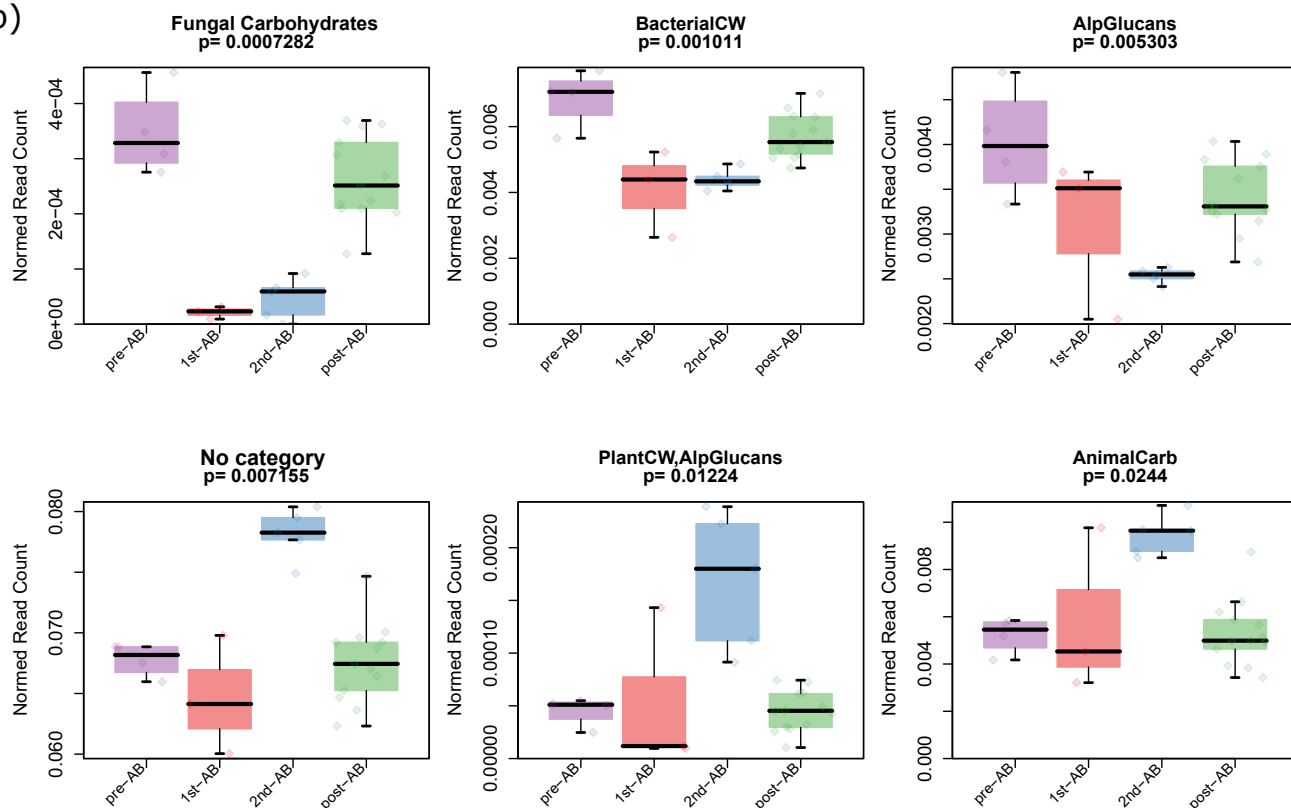 b)
Fungal Carbohydrates
p= 0.0007282
Normed Read Count
4e−04
2e−04
0e+00
pre−AB
1st−AB
2nd−AB
post−AB
BacterialCW
p= 0.001011
Normed Read Count
0.006
0.004
0.002
0.000
pre−AB
1st−AB
2nd−AB
post−AB
AlpGlucans
p= 0.005303
Normed Read Count
0.0040
0.0030
0.0020
pre−AB
1st−AB
2nd−AB
post−AB
No category
p= 0.007155
Normed Read Count
0.080
0.070
0.060
pre−AB
1st−AB
2nd−AB
post−AB
PlantCW,AlpGlucans
p= 0.01224
Normed Read Count
0.00020
0.00010
0.00000
pre−AB
1st−AB
2nd−AB
post−AB
AnimalCarb
p= 0.0244
Normed Read Count
0.008
0.004
0.000
pre−AB
1st−AB
2nd−AB
post−AB